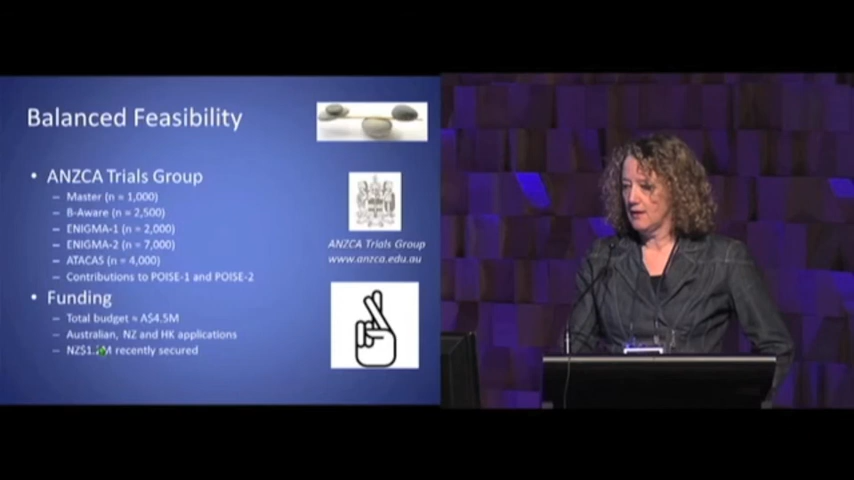 Balanced Feasibility
• ANZCA Trials Group
– Master (n = 1,000)
– B-Aware (n = 2,500)
– ENIGMA-1 (n = 2,000)
– ENIGMA-2 (n = 7,000)
– ATACAS (n = 4,000)
– Contributions to POISE-1 and POISE-2
• Funding
– Total budget ≈ A$4.5M
– Australian, NZ and HK applications
– recently secured
ANZCA Trials Group
www.anzca.edu.au